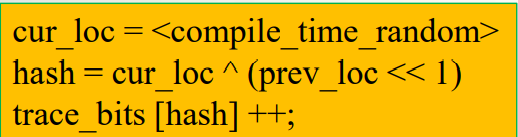 cur_loc = <compile_time_random>
hash = cur_loc ^ (prev_loc << 1)
trace_bits [hash] ++;